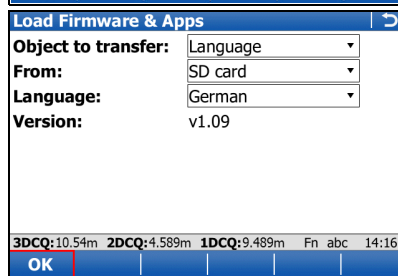 Load Firmware & Apps
Object to transfer: Language
From: SD card
Language: German
Version: v1.09
3DCQ:10.54m 2DCQ:4.589m 1DCQ:9.489m Fn abc 14:16
OK